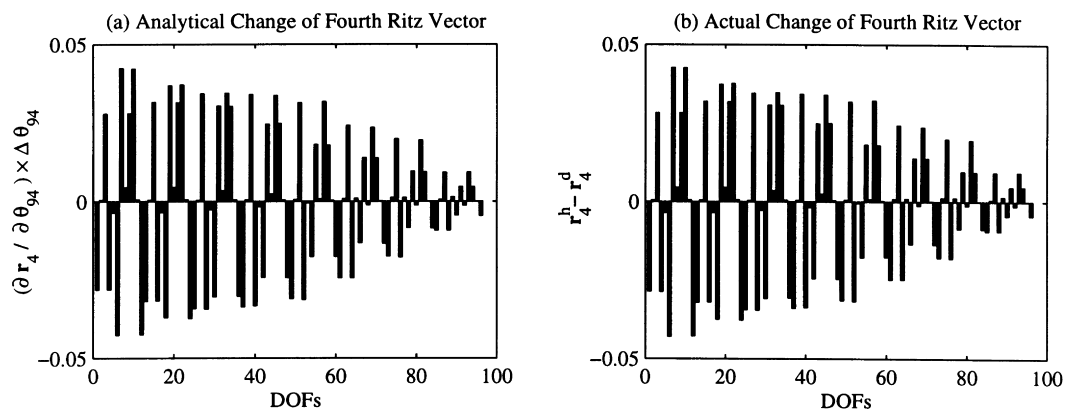 (a) Analytical Change of Fourth Ritz Vector
0.05
0
−0.05
0 20 40 60 80 100
DOFs
(∂ r₄ / ∂ θ₉₄ ) × Δ θ₉₄
(b) Actual Change of Fourth Ritz Vector
0.05
0
−0.05
0 20 40 60 80 100
DOFs
r₄ʰ − r₄ᵈ